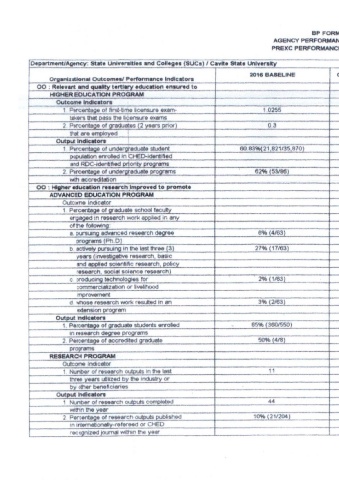 BP FORM
AGENCY PERFORMAN
PREXC PERFORMANC
Department/Agency: State Universities and Colleges (SUCs) / Cavite State University
Organizational Outcomes/ Performance Indicators 2016 BASELINE
OO : Relevant and quality tertiary education ensured to
HIGHER EDUCATION PROGRAM
Outcome Indicators
1. Percentage of first-time licensure exam- 1.0255
takers that pass the licensure exams
2. Percentage of graduates (2 years prior) 0.3
that are employed
Output Indicators
1. Percentage of undergraduate student 60.83%(21,821/35,870)
population enrolled in CHED-identified
and RDC-identified priority programs
2. Percentage of undergraduate programs 62% (53/86)
with accreditation
OO : Higher education research improved to promote
ADVANCED EDUCATION PROGRAM
Outcome Indicator
1. Percentage of graduate school faculty
engaged in research work applied in any
of the following:
a. pursuing advanced research degree 6% (4/63)
programs (Ph.D)
b. actively pursuing in the last three (3) 27% (17/63)
years (investigative research, basic
and applied scientific research, policy
research, social science research)
c. producing technologies for 2% (1/63)
commercialization or livelihood
improvement
d. whose research work resulted in an 3% (2/63)
extension program
Output Indicators
1. Percentage of graduate students enrolled 65% (360/550)
in research degree programs
2. Percentage of accredited graduate 50% (4/8)
programs
RESEARCH PROGRAM
Outcome Indicator
1. Number of research outputs in the last 11
three years utilized by the industry or
by other beneficiaries
Output Indicators
1. Number of research outputs completed 44
within the year
2. Percentage of research outputs published 10% (21/204)
in internationally-refereed or CHED
recognized journal within the year